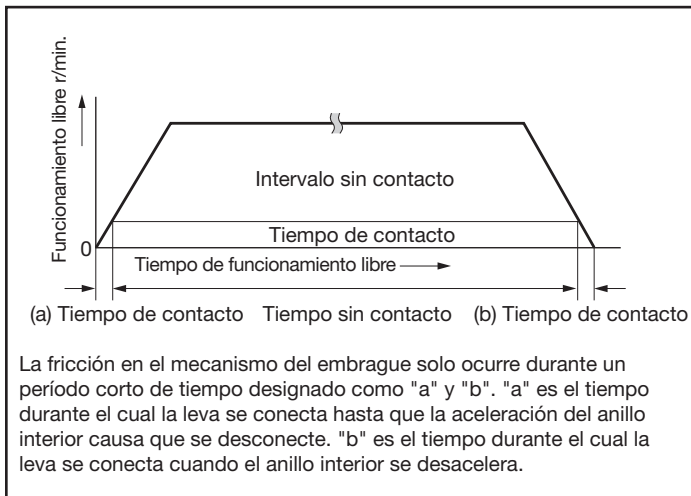 Funcionamiento libre r/min.
Intervalo sin contacto
Tiempo de contacto
0
Tiempo de funcionamiento libre
(a) Tiempo de contacto Tiempo sin contacto (b) Tiempo de contacto
La fricción en el mecanismo del embrague solo ocurre durante un
período corto de tiempo designado como "a" y "b". "a" es el tiempo
durante el cual la leva se conecta hasta que la aceleración del anillo
interior causa que se desconecte. "b" es el tiempo durante el cual la
leva se conecta cuando el anillo interior se desacelera.